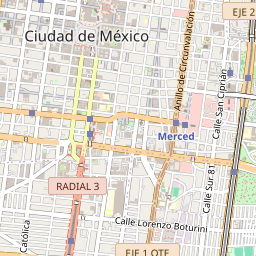 EJE 2
Ciudad de México
Anillo de Circunvalación
Calle San Ciprián
Merced
RADIAL 3
Calle Sur 81
Católica
Calle Lorenzo Boturini
EJE 1 OTE